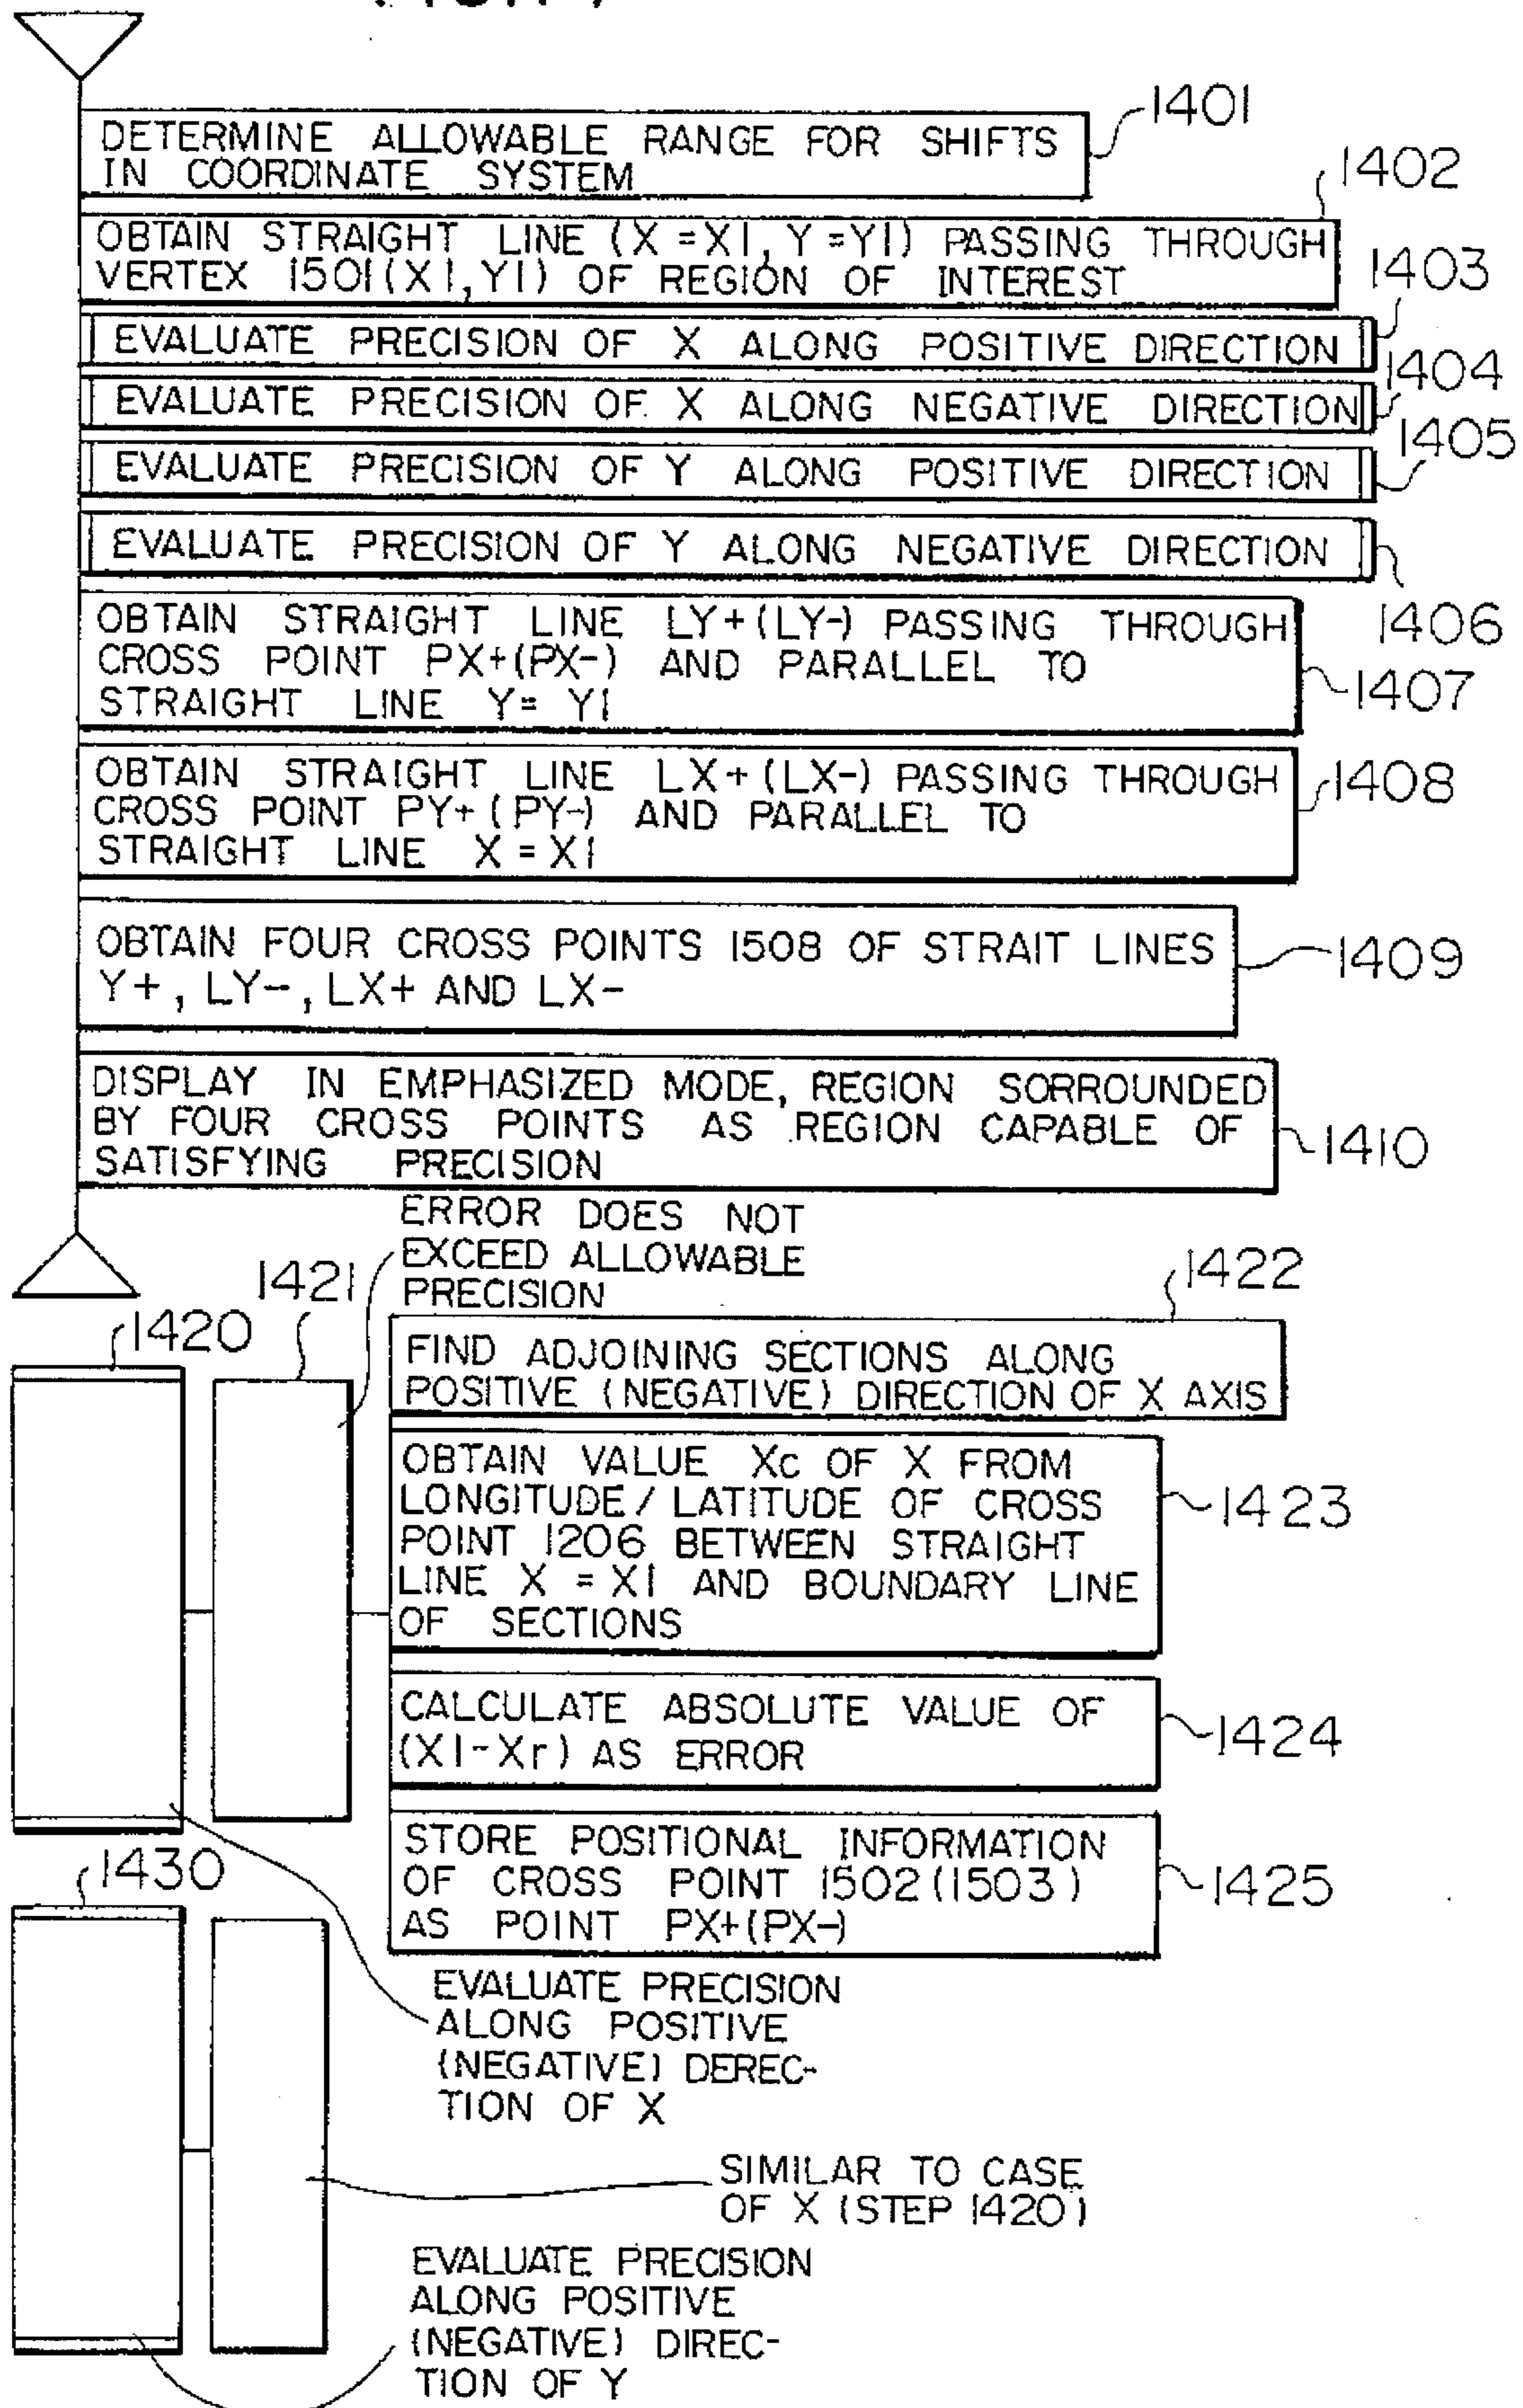 1401
DETERMINE ALLOWABLE RANGE FOR SHIFTS
IN COORDINATE SYSTEM
1402
OBTAIN STRAIGHT LINE (X = X1, Y = Y1) PASSING THROUGH
VERTEX 1501(X1, Y1) OF REGION OF INTEREST
1403
EVALUATE PRECISION OF X ALONG POSITIVE DIRECTION
1404
EVALUATE PRECISION OF X ALONG NEGATIVE DIRECTION
1405
EVALUATE PRECISION OF Y ALONG POSITIVE DIRECTION
EVALUATE PRECISION OF Y ALONG NEGATIVE DIRECTION
1406
OBTAIN STRAIGHT LINE LY+(LY-) PASSING THROUGH
CROSS POINT PX+(PX-) AND PARALLEL TO
STRAIGHT LINE Y= Y1
1407
OBTAIN STRAIGHT LINE LX+(LX-) PASSING THROUGH
CROSS POINT PY+(PY-) AND PARALLEL TO
STRAIGHT LINE X = X1
1408
OBTAIN FOUR CROSS POINTS 1508 OF STRAIT LINES
Y+, LY-, LX+ AND LX-
1409
DISPLAY IN EMPHASIZED MODE, REGION SORROUNDED
BY FOUR CROSS POINTS AS REGION CAPABLE OF
SATISFYING PRECISION
1410
ERROR DOES NOT
EXCEED ALLOWABLE
PRECISION
1420
1421
1422
FIND ADJOINING SECTIONS ALONG
POSITIVE (NEGATIVE) DIRECTION OF X AXIS
OBTAIN VALUE Xc OF X FROM
LONGITUDE/LATITUDE OF CROSS
POINT 1206 BETWEEN STRAIGHT
LINE X = X1 AND BOUNDARY LINE
OF SECTIONS
1423
CALCULATE ABSOLUTE VALUE OF
(X1-Xr) AS ERROR
1424
STORE POSITIONAL INFORMATION
OF CROSS POINT 1502(1503)
AS POINT PX+(PX-)
1425
1430
EVALUATE PRECISION
ALONG POSITIVE
(NEGATIVE) DEREC-
TION OF X
SIMILAR TO CASE
OF X (STEP 1420)
EVALUATE PRECISION
ALONG POSITIVE
(NEGATIVE) DIREC-
TION OF Y